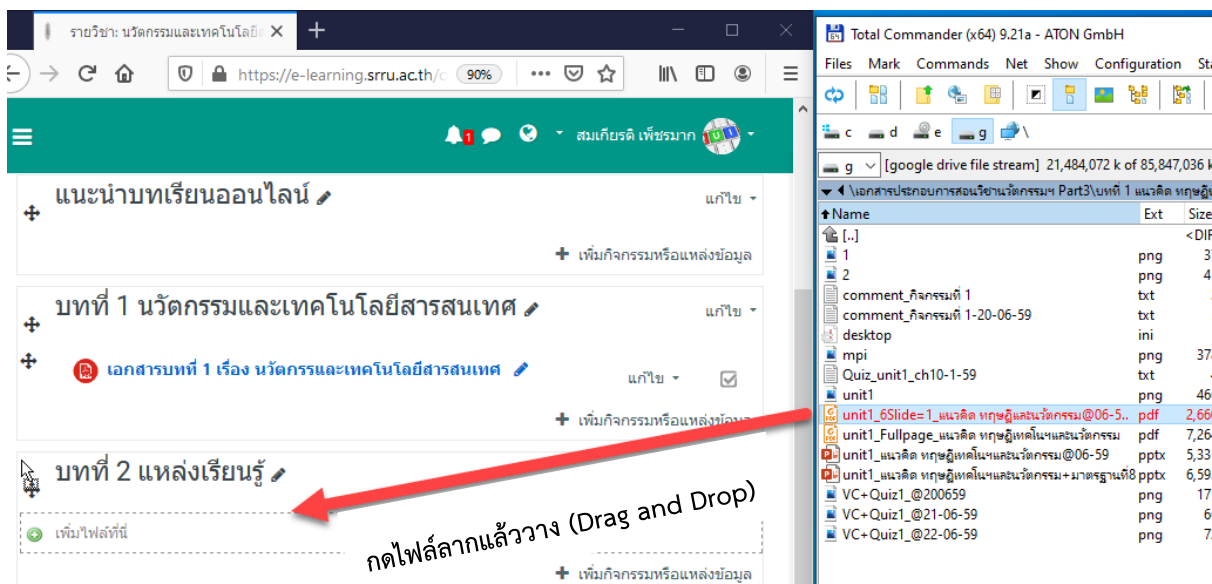 รายวิชา: นวัตกรรมและเทคโนโลยี
https://e-learning.srru.ac.th/c 90%
1 สมเกียรติ เพ็ชรมาก
แนะนำบทเรียนออนไลน์
แก้ไข
เพิ่มกิจกรรมหรือแหล่งข้อมูล
บทที่ 1 นวัตกรรมและเทคโนโลยีสารสนเทศ
แก้ไข
เอกสารบทที่ 1 เรื่อง นวัตกรรและเทคโนโลยีสารสนเทศ
แก้ไข
เพิ่มกิจกรรมหรือแหล่งข้อมูล
บทที่ 2 แหล่งเรียนรู้
เพิ่มไฟล์ที่นี่
กดไฟล์ลากแล้ววาง (Drag and Drop)
เพิ่มกิจกรรมหรือแหล่งข้อมูล
Total Commander (x64) 9.21a - ATON GmbH
Files Mark Commands Net Show Configuration Sta
c d e g \
g [google drive file stream] 21,484,072 k of 85,847,036 k
\เอกสารประกอบการสอนวิชานวัตกรรมฯ Part3\บทที่ 1 แนวคิด ทฤษฎี
Name Ext Size
[..] <DIR
1 png 3
2 png 4
comment_กิจกรรมที่ 1 txt
comment_กิจกรรมที่ 1-20-06-59 txt
desktop ini
mpi png 37
Quiz_unit1_ch10-1-59 txt
unit1 png 46
unit1_6Slide=1_แนวคิด ทฤษฎีและนวัตกรรม@06-5.. pdf 2,66
unit1_Fullpage_แนวคิด ทฤษฎีเทคโนฯและนวัตกรรม pdf 7,26
unit1_แนวคิด ทฤษฎีเทคโนฯและนวัตกรรม@06-59 pptx 5,33
unit1_แนวคิด ทฤษฎีเทคโนฯและนวัตกรรม+มาตรฐานที่8 pptx 6,59
VC+Quiz1_@200659 png 17
VC+Quiz1_@21-06-59 png 6
VC+Quiz1_@22-06-59 png 7